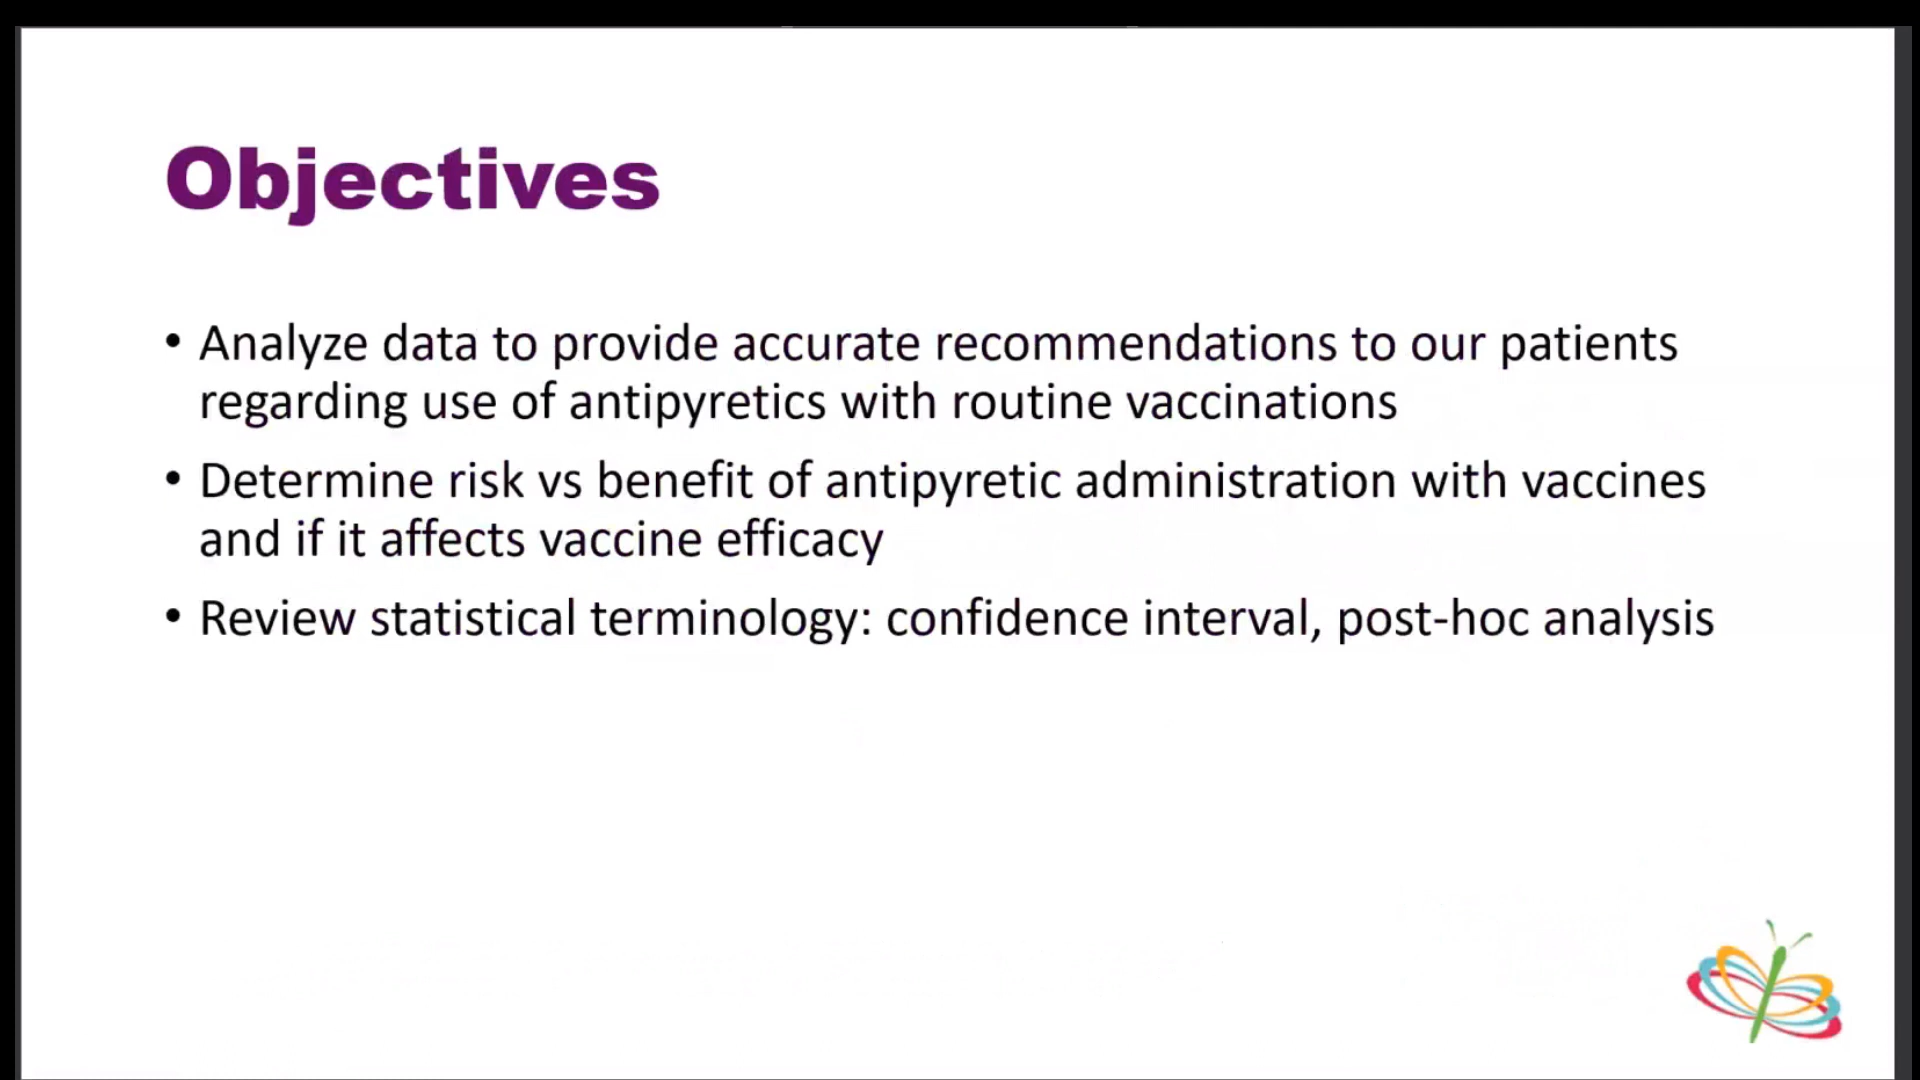 Objectives
• Analyze data to provide accurate recommendations to our patients
regarding use of antipyretics with routine vaccinations
• Determine risk vs benefit of antipyretic administration with vaccines
and if it affects vaccine efficacy
• Review statistical terminology: confidence interval, post-hoc analysis